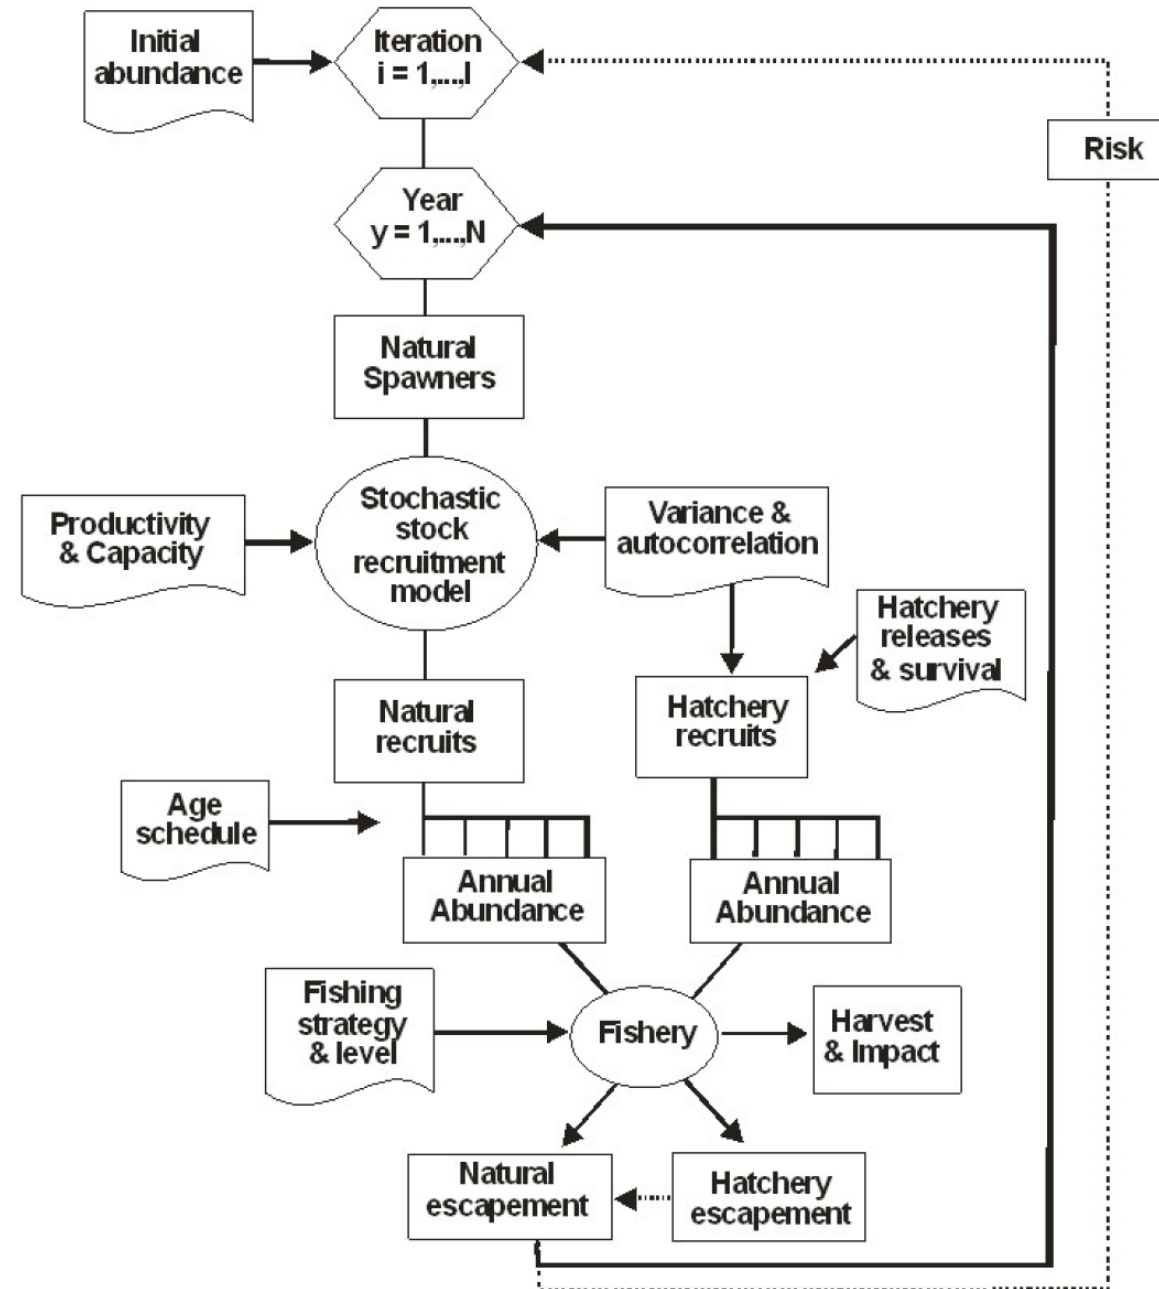 Initial
abundance
Iteration
i = 1,...,I
Risk
Year
y = 1,...,N
Natural
Spawners
Productivity
& Capacity
Stochastic
stock
recruitment
model
Variance &
autocorrelation
Hatchery
releases
& survival
Natural
recruits
Hatchery
recruits
Age
schedule
Annual
Abundance
Annual
Abundance
Fishing
strategy
& level
Fishery
Harvest
& Impact
Natural
escapement
Hatchery
escapement